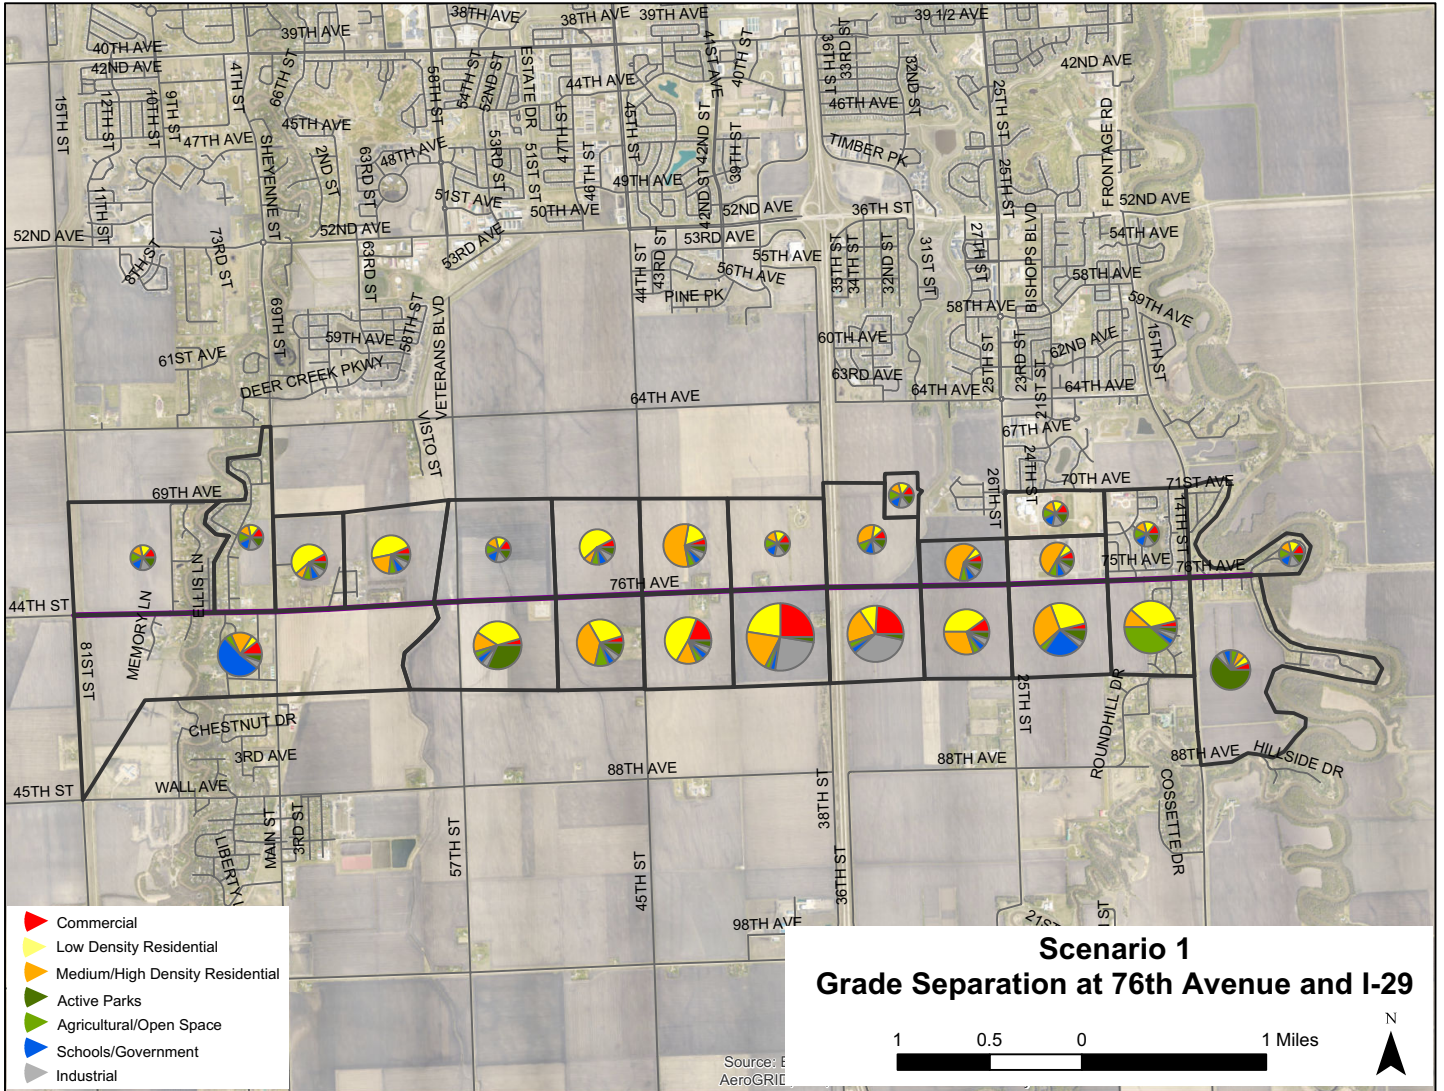 38TH AVE
38TH AVE
39TH AVE
39 1/2 AVE
39TH AVE
40TH AVE
42ND AVE
4TH ST
66TH ST
58TH ST
54TH ST
52ND ST
ESTATE DR
44TH AVE
41ST AVE
40TH ST
36TH ST
33RD ST
32ND ST
42ND AVE
15TH ST
12TH ST
10TH ST
9TH ST
47TH AVE
45TH AVE
SHEYENNE ST
2ND ST
63RD ST
48TH AVE
53RD ST
51ST ST
47TH ST
46TH ST
45TH ST
42ND ST
42ND ST
39TH ST
46TH AVE
TIMBER PK
25TH ST
25TH ST
FRONTAGE RD
49TH AVE
51ST AVE
50TH AVE
52ND AVE
36TH ST
52ND AVE
11TH ST
52ND AVE
8TH ST
73RD ST
52ND AVE
63RD ST
53RD AVE
53RD AVE
44TH ST
43RD ST
55TH AVE
56TH AVE
PINE PK
35TH ST
34TH ST
32ND ST
31ST ST
27TH ST
BISHOPS BLVD
54TH AVE
58TH AVE
58TH AVE
59TH AVE
69TH ST
59TH AVE
58TH ST
VETERANS BLVD
61ST AVE
DEER CREEK PKWY
60TH AVE
63RD AVE
64TH AVE
25TH ST
23RD ST
21ST ST
62ND AVE
64TH AVE
15TH ST
64TH AVE
VISTO ST
67TH AVE
24TH ST
26TH ST
70TH AVE
71ST AVE
14TH ST
69TH AVE
75TH AVE
76TH AVE
76TH AVE
44TH ST
ELLIS LN
MEMORY LN
81ST ST
CHESTNUT DR
3RD AVE
WALL AVE
45TH ST
MAIN ST
3RD ST
57TH ST
88TH AVE
45TH ST
38TH ST
36TH ST
88TH AVE
25TH ST
ROUNDHILL DR
88TH AVE
HILLSIDE DR
COSSETTE DR
98TH AVE
Commercial
Low Density Residential
Medium/High Density Residential
Active Parks
Agricultural/Open Space
Schools/Government
Industrial
Scenario 1
Grade Separation at 76th Avenue and I-29
1 0.5 0 1 Miles
N
Source:
AeroGRID